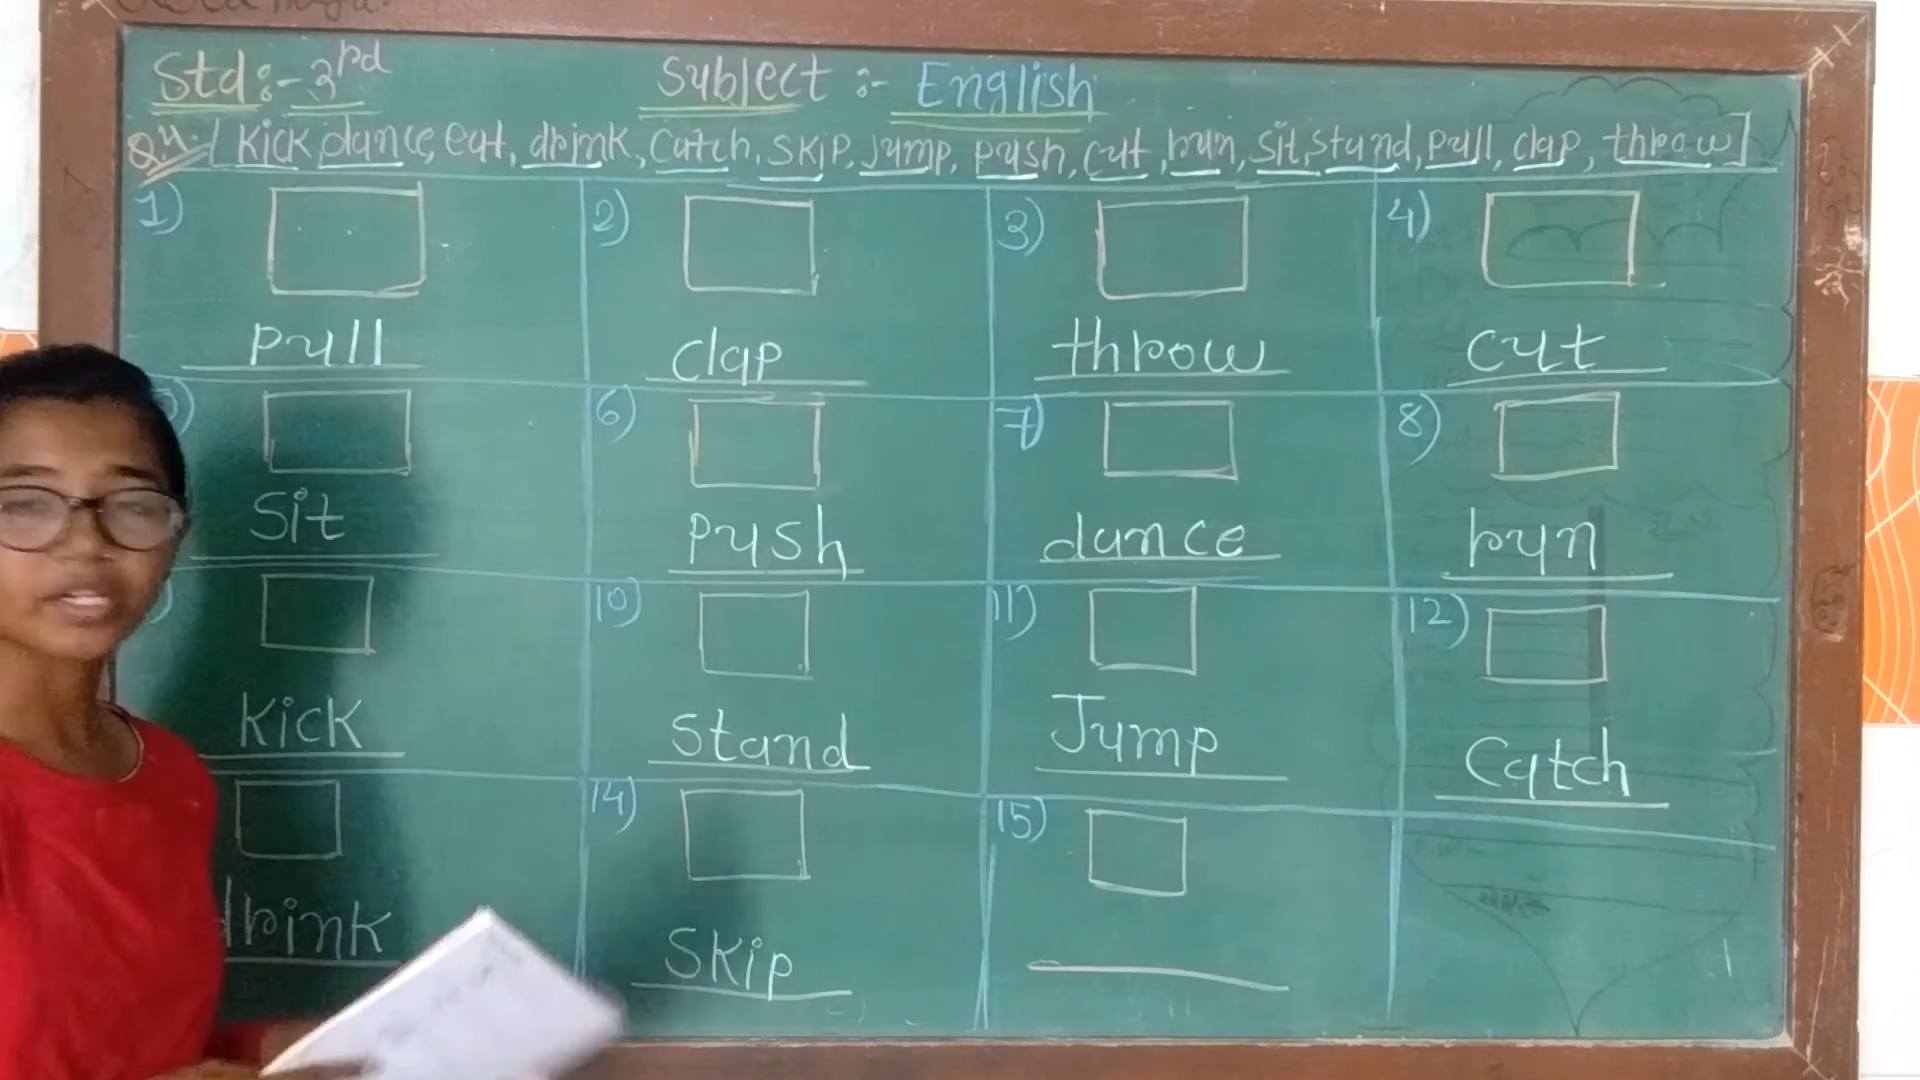 Std:- 3rd Subject :- English
Q.4. [Kick, dance, eat, drink, Catch, Skip, Jump, push, cut, run, sit, stand, pull, clap, throw]
1) 2) 3) 4)
pull clap throw cut
6) 7) 8)
Sit push dance run
10) 11) 12)
Kick Stand Jump Catch
14) 15)
drink Skip